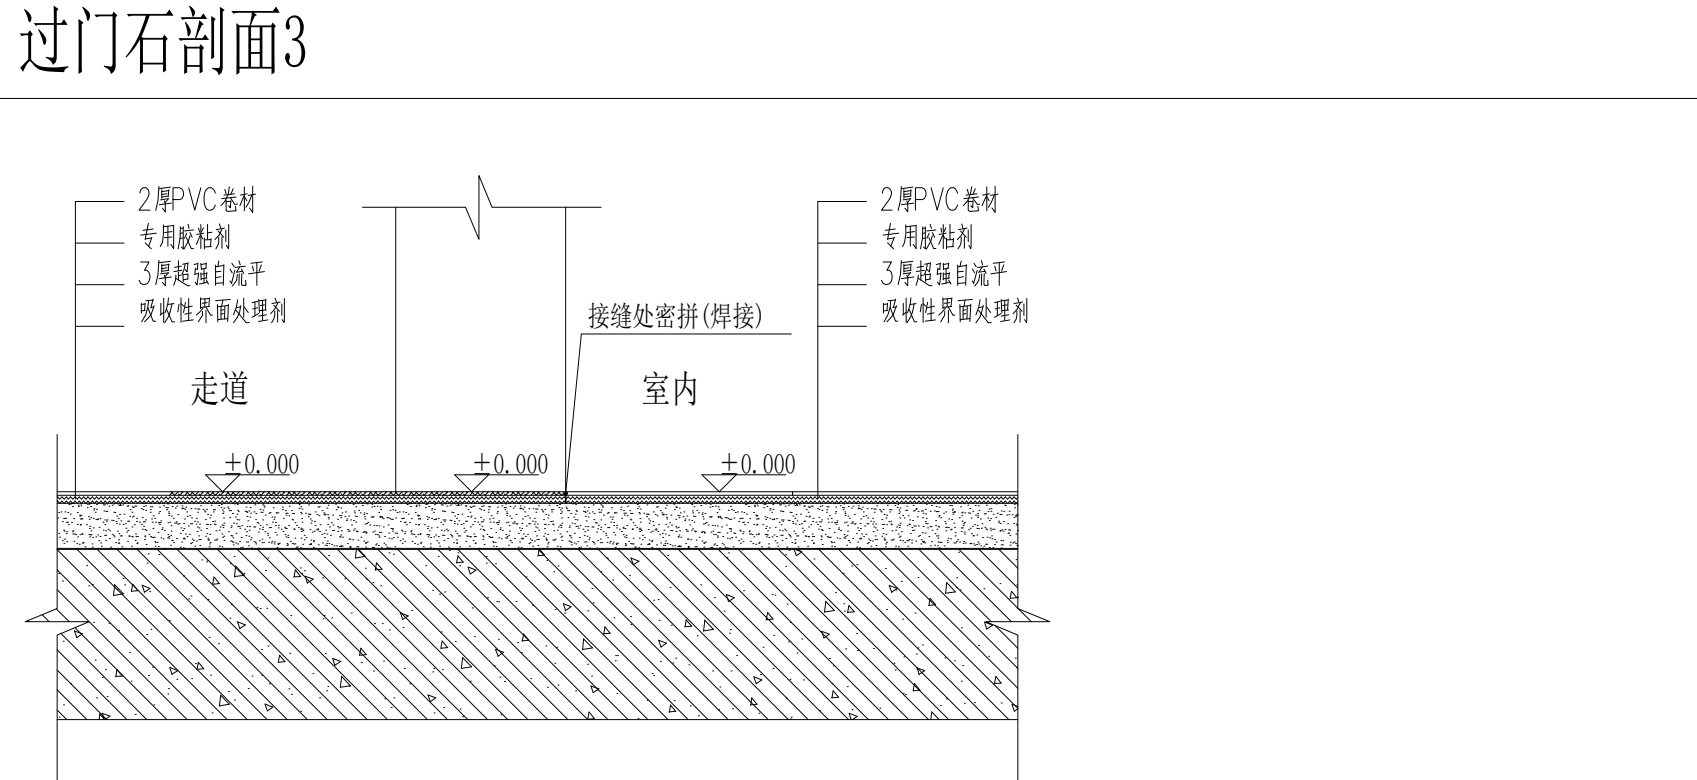 过门石剖面3
2厚PVC卷材
专用胶粘剂
3厚超强自流平
吸收性界面处理剂
2厚PVC卷材
专用胶粘剂
3厚超强自流平
吸收性界面处理剂
接缝处密拼(焊接)
走道
室内
±0.000
±0.000
±0.000